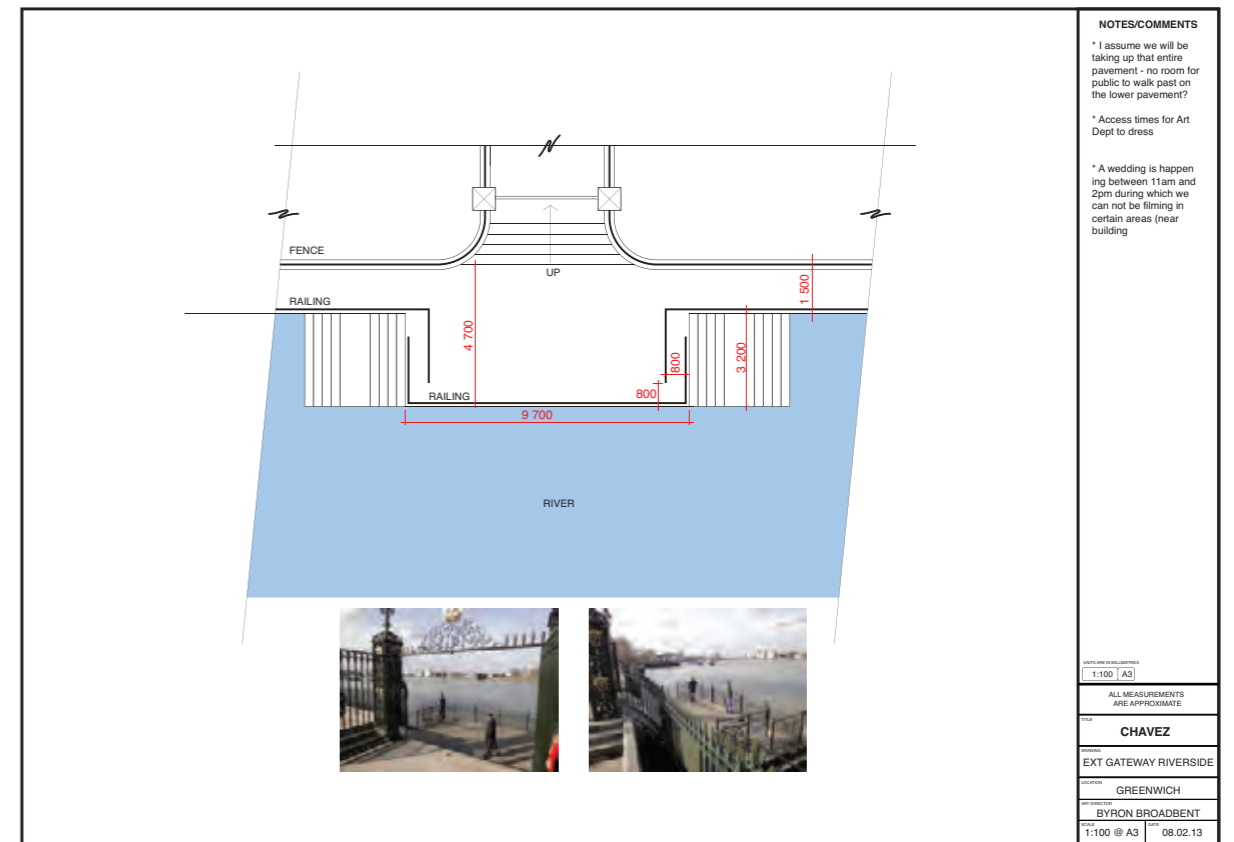 FENCE
UP
RAILING
1 500
4 700
800
3 200
RAILING
800
9 700
RIVER
NOTES/COMMENTS
* I assume we will be
taking up that entire
pavement - no room for
public to walk past on
the lower pavement?
* Access times for Art
Dept to dress
* A wedding is happen
ing between 11am and
2pm during which we
can not be filming in
certain areas (near
building
UNITS ARE IN MILLIMETRES
1:100 A3
ALL MEASUREMENTS
ARE APPROXIMATE
TITLE
CHAVEZ
DRAWING
EXT GATEWAY RIVERSIDE
LOCATION
GREENWICH
ART DIRECTOR
BYRON BROADBENT
SCALE
1:100 @ A3
DATE
08.02.13